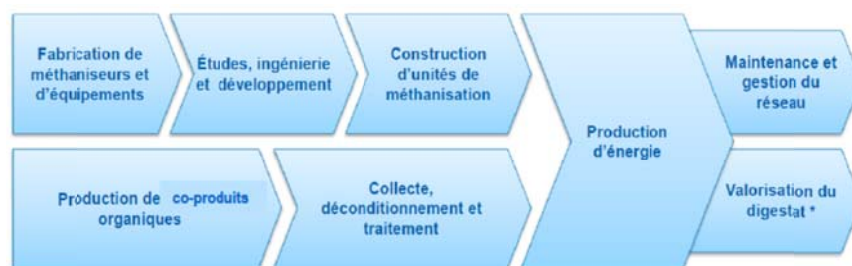 Fabrication de
méthaniseurs et
d'équipements
Études, ingénierie
et développement
Construction
d'unités de
méthanisation
Production
d'énergie
Maintenance et
gestion du
réseau
Production de co-produits
organiques
Collecte,
déconditionnement et
traitement
Valorisation du
digestat *